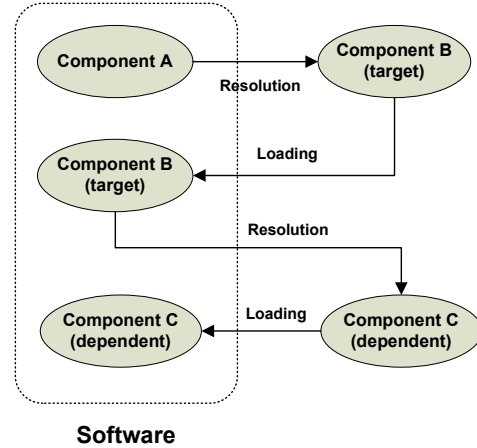 Component A
Resolution
Component B
(target)
Component B
(target)
Loading
Resolution
Component C
(dependent)
Loading
Component C
(dependent)
Software